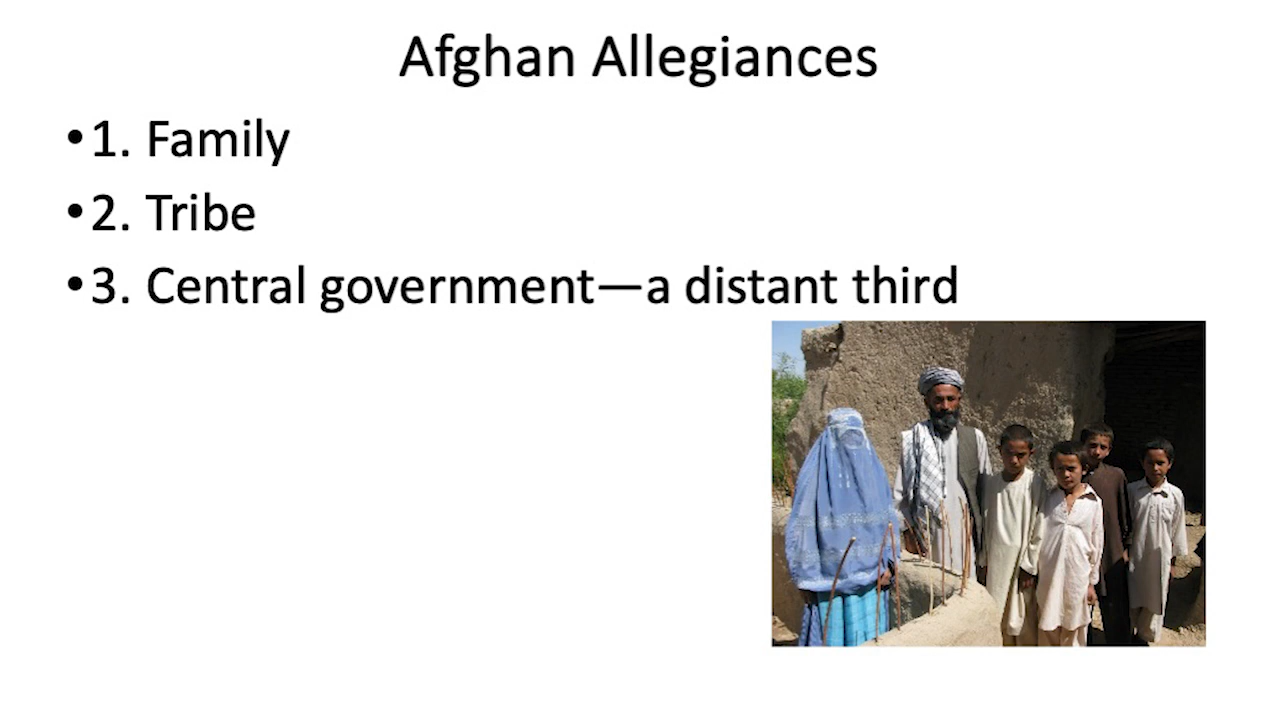 Afghan Allegiances
•1. Family
•2. Tribe
•3. Central government—a distant third